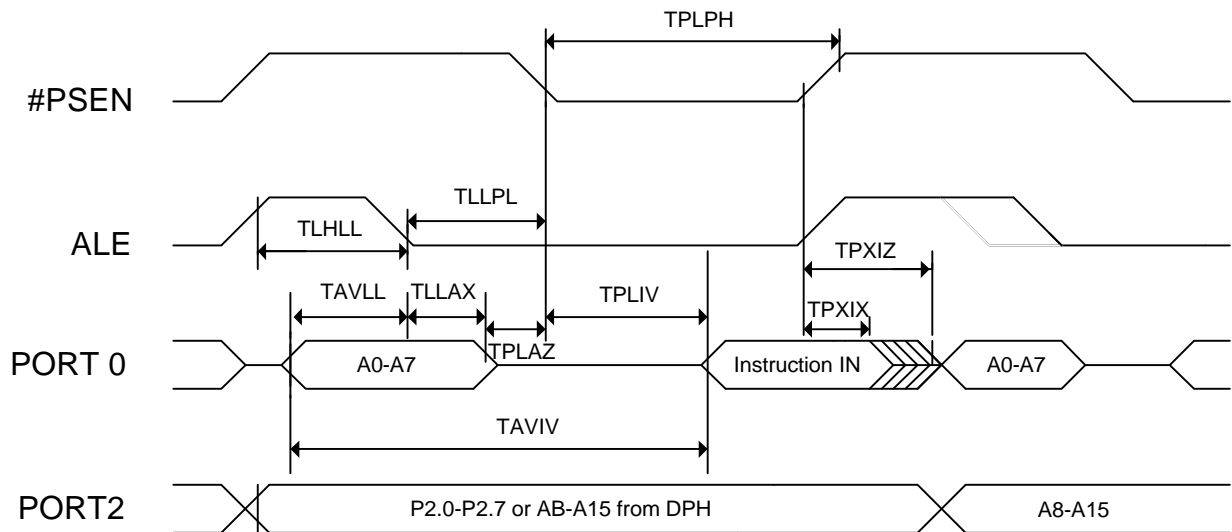 TPLPH
#PSEN
TLLPL
TLHLL
ALE
TPXIZ
TAVLL
TLLAX
TPLIV
TPXIX
TPLAZ
PORT 0
A0-A7
Instruction IN
A0-A7
TAVIV
PORT2
P2.0-P2.7 or AB-A15 from DPH
A8-A15